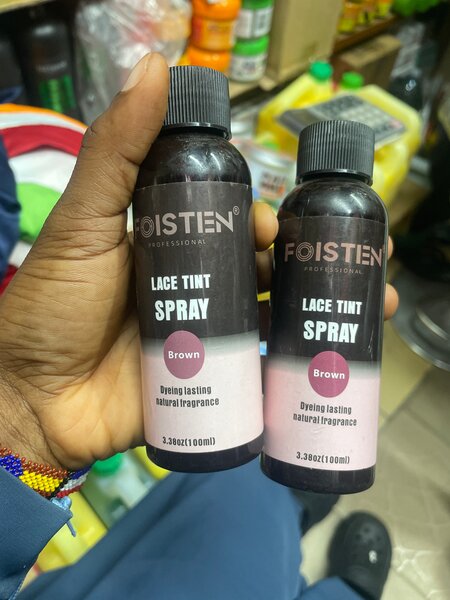 FOISTEN®
PROFESSIONAL
LACE TINT
SPRAY
Brown
Dyeing lasting
natural fragrance
3.38oz(100ml)
FOISTEN
PROFESSIONAL
LACE TINT
SPRAY
Brown
Dyeing lasting
natural fragrance
3.38oz(100ml)